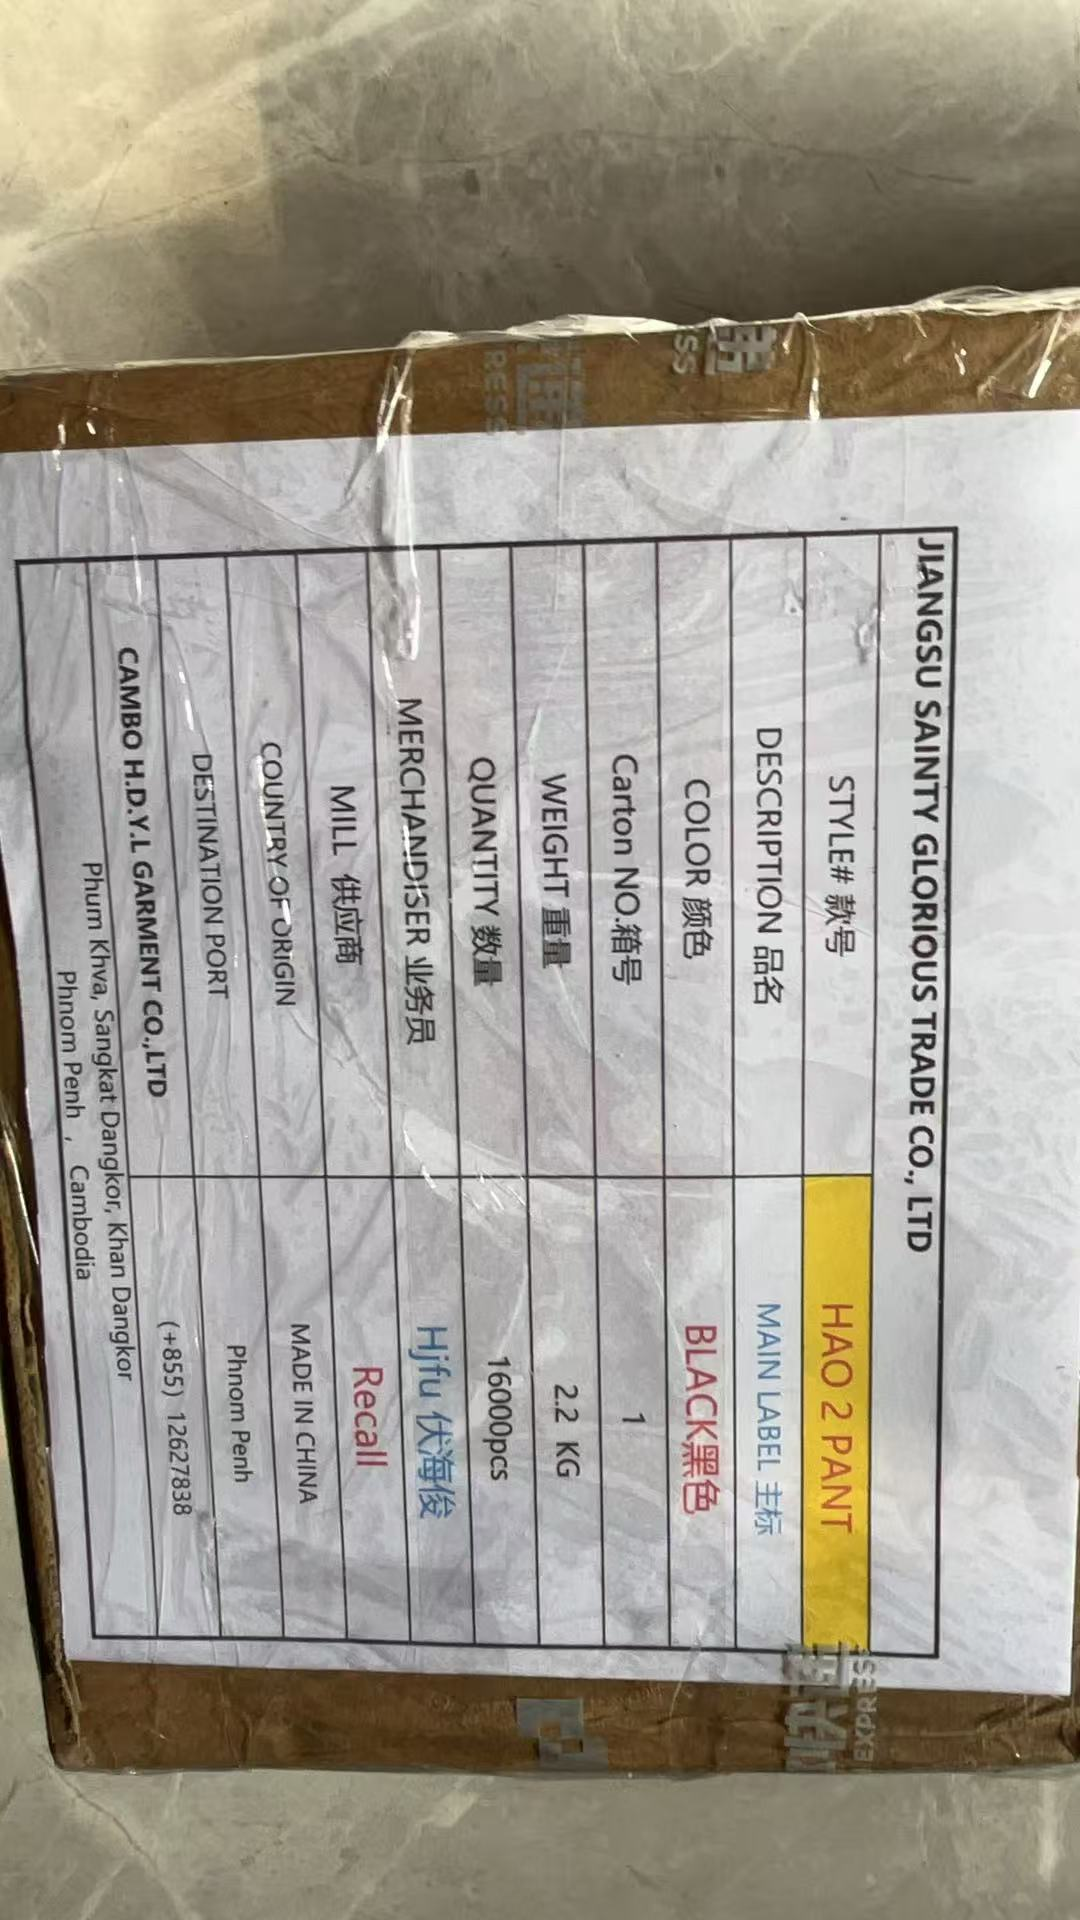 JIANGSU SAINTY GLORIOUS TRADE CO., LTD
STYLE# 款号 HAO 2 PANT
DESCRIPTION 品名 MAIN LABEL 主标
COLOR 颜色 BLACK黑色
Carton NO.箱号 1
WEIGHT 重量 2.2 KG
QUANTITY 数量 16000pcs
MERCHANDISER 业务员 Hjfu 伏海俊
MILL 供应商 Recall
COUNTRY OF ORIGIN MADE IN CHINA
DESTINATION PORT Phnom Penh
CAMBO H.D.Y.L GARMENT CO.,LTD (+855) 12627838
Phum Khva, Sangkat Dangkor, Khan Dangkor
Phnom Penh , Cambodia